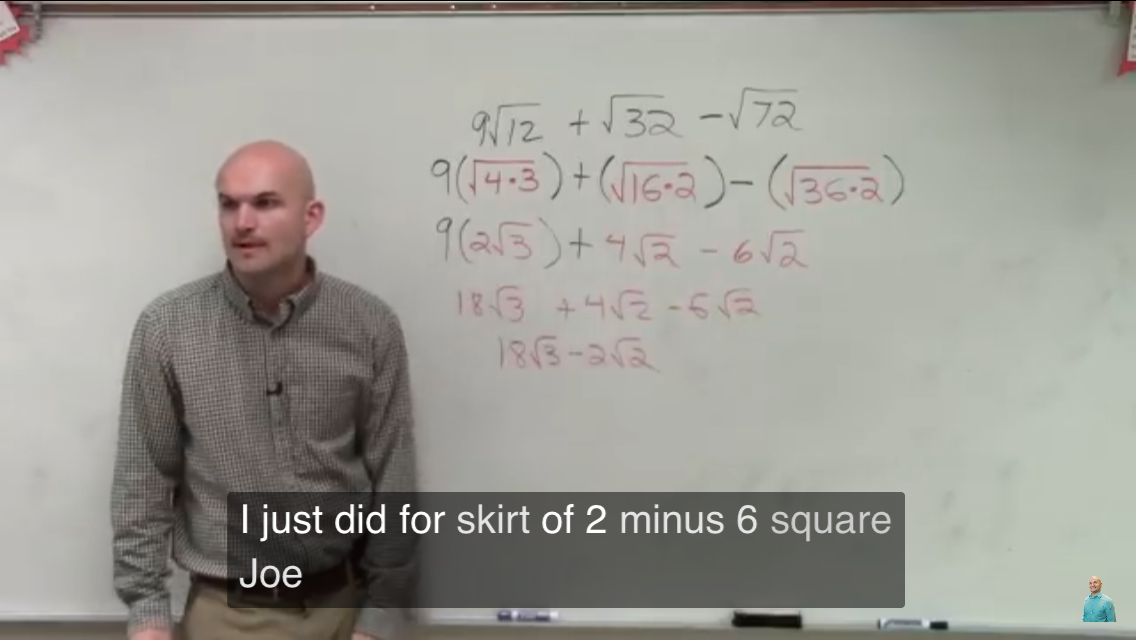 9√12 + √32 - √72
9(√4·3) + (√16·2) - (√36·2)
9(2√3) + 4√2 - 6√2
18√3 + 4√2 - 6√2
18√3 - 2√2
I just did for skirt of 2 minus 6 square
Joe